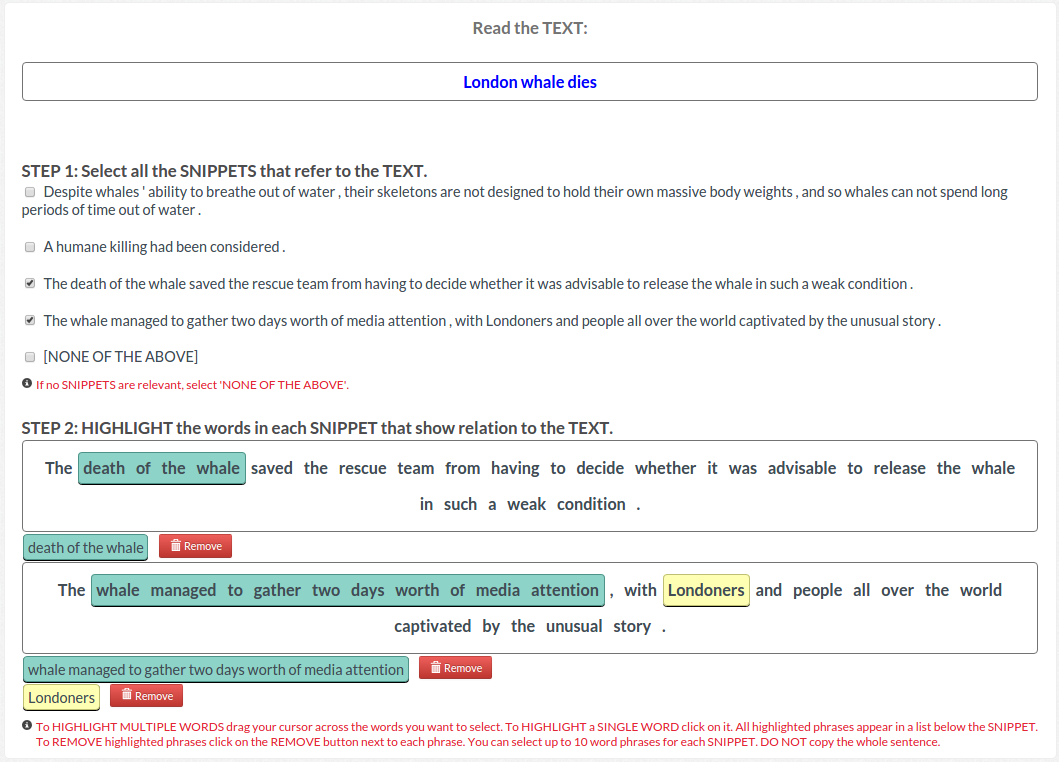 Read the TEXT:
London whale dies
STEP 1: Select all the SNIPPETS that refer to the TEXT.
Despite whales ' ability to breathe out of water , their skeletons are not designed to hold their own massive body weights , and so whales can not spend long
periods of time out of water .
A humane killing had been considered .
The death of the whale saved the rescue team from having to decide whether it was advisable to release the whale in such a weak condition .
The whale managed to gather two days worth of media attention , with Londoners and people all over the world captivated by the unusual story .
[NONE OF THE ABOVE]
If no SNIPPETS are relevant, select 'NONE OF THE ABOVE'.
STEP 2: HIGHLIGHT the words in each SNIPPET that show relation to the TEXT.
The death of the whale saved the rescue team from having to decide whether it was advisable to release the whale
in such a weak condition .
death of the whale Remove
The whale managed to gather two days worth of media attention , with Londoners and people all over the world
captivated by the unusual story .
whale managed to gather two days worth of media attention Remove
Londoners Remove
To HIGHLIGHT MULTIPLE WORDS drag your cursor across the words you want to select. To HIGHLIGHT a SINGLE WORD click on it. All highlighted phrases appear in a list below the SNIPPET.
To REMOVE highlighted phrases click on the REMOVE button next to each phrase. You can select up to 10 word phrases for each SNIPPET. DO NOT copy the whole sentence.